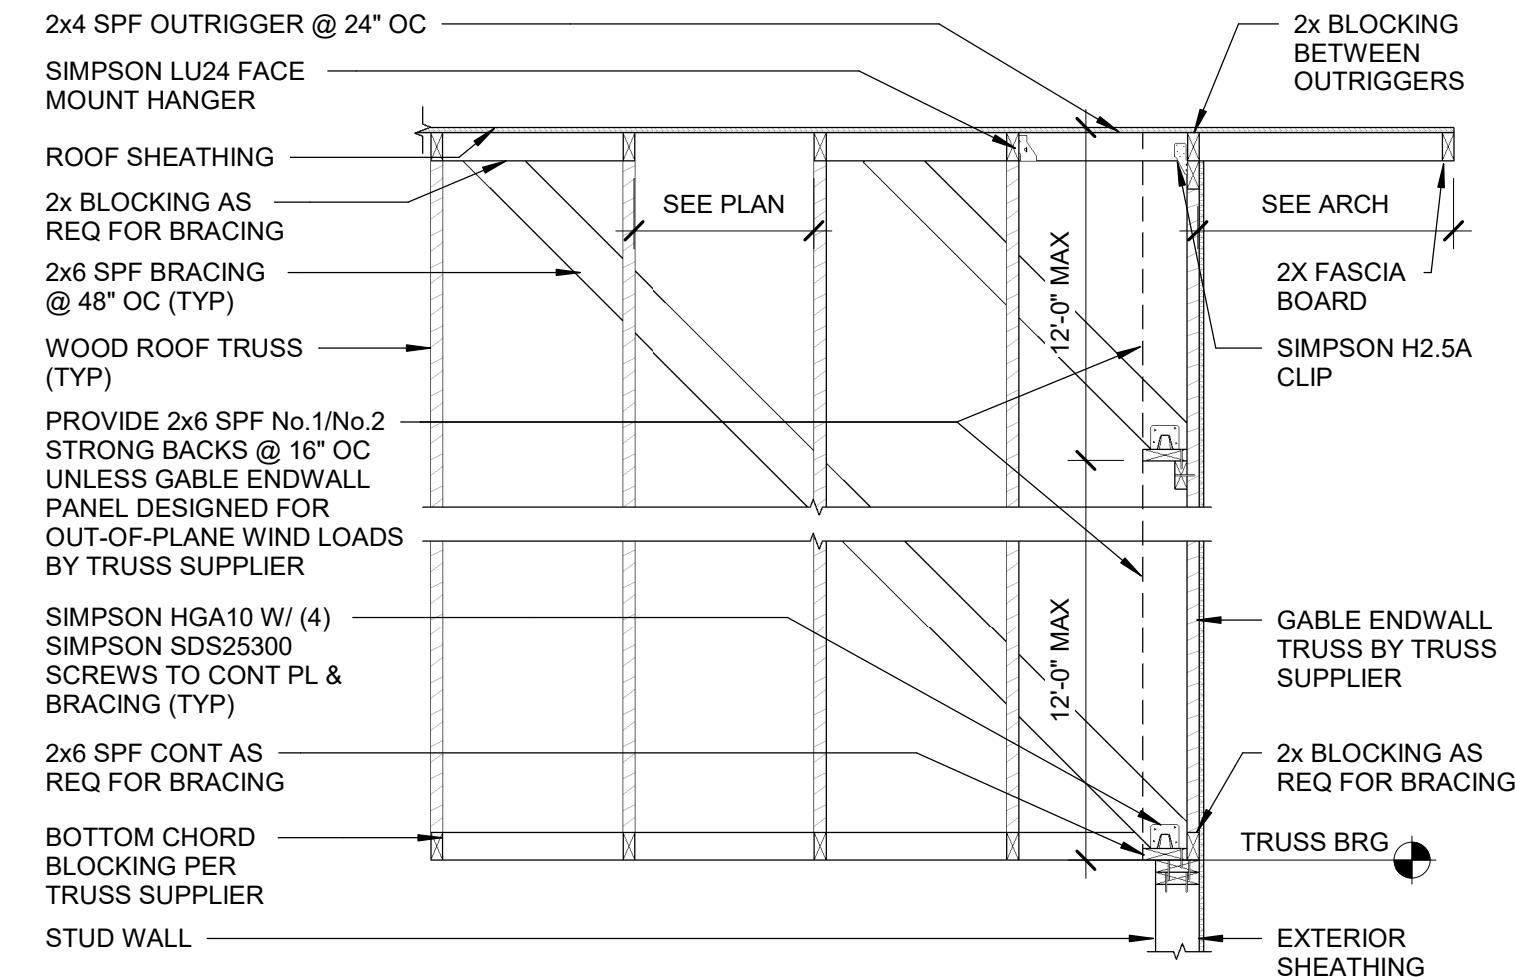 2x4 SPF OUTRIGGER @ 24" OC
SIMPSON LU24 FACE
MOUNT HANGER
ROOF SHEATHING
2x BLOCKING AS
REQ FOR BRACING
2x6 SPF BRACING
@ 48" OC (TYP)
WOOD ROOF TRUSS
(TYP)
PROVIDE 2x6 SPF No.1/No.2
STRONG BACKS @ 16" OC
UNLESS GABLE ENDWALL
PANEL DESIGNED FOR
OUT-OF-PLANE WIND LOADS
BY TRUSS SUPPLIER
SIMPSON HGA10 W/ (4)
SIMPSON SDS25300
SCREWS TO CONT PL &
BRACING (TYP)
2x6 SPF CONT AS
REQ FOR BRACING
BOTTOM CHORD
BLOCKING PER
TRUSS SUPPLIER
STUD WALL
SEE PLAN
12'-0" MAX
12'-0" MAX
SEE ARCH
2x BLOCKING
BETWEEN
OUTRIGGERS
2X FASCIA
BOARD
SIMPSON H2.5A
CLIP
GABLE ENDWALL
TRUSS BY TRUSS
SUPPLIER
2x BLOCKING AS
REQ FOR BRACING
TRUSS BRG
EXTERIOR
SHEATHING